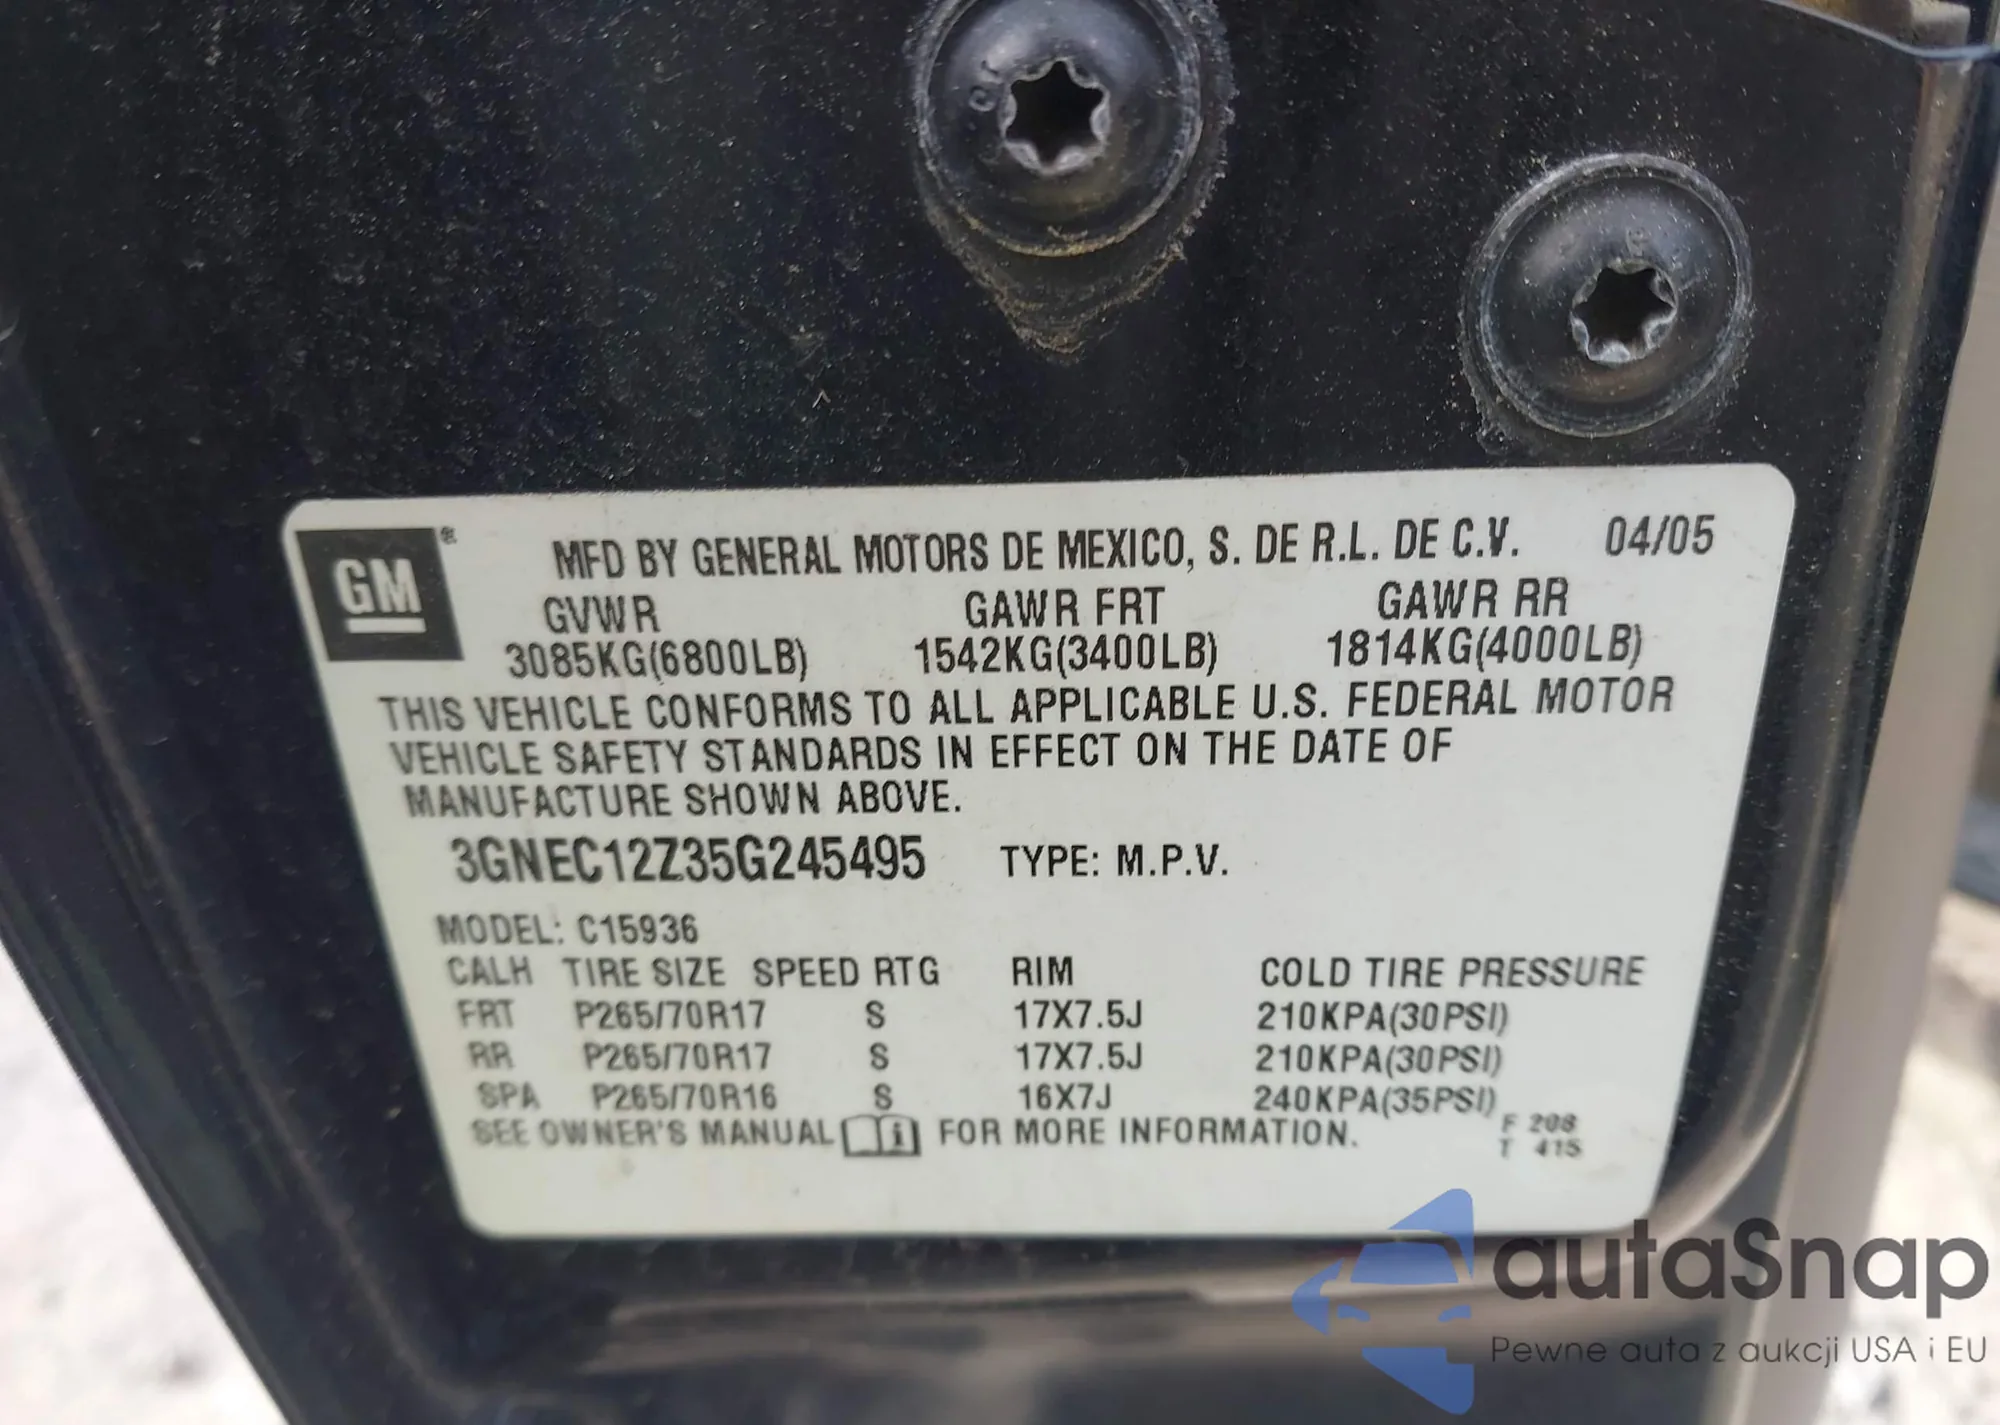 GM®
MFD BY GENERAL MOTORS DE MEXICO, S. DE R.L. DE C.V. 04/05
GVWR GAWR FRT GAWR RR
3085KG(6800LB) 1542KG(3400LB) 1814KG(4000LB)
THIS VEHICLE CONFORMS TO ALL APPLICABLE U.S. FEDERAL MOTOR
VEHICLE SAFETY STANDARDS IN EFFECT ON THE DATE OF
MANUFACTURE SHOWN ABOVE.
3GNEC12Z35G245495 TYPE: M.P.V.
MODEL: C15936
CALH TIRE SIZE SPEED RTG RIM COLD TIRE PRESSURE
FRT P265/70R17 S 17X7.5J 210KPA(30PSI)
RR P265/70R17 S 17X7.5J 210KPA(30PSI)
SPA P265/70R16 S 16X7J 240KPA(35PSI)
SEE OWNER'S MANUAL i FOR MORE INFORMATION.
F 208
T 415
autaSnap
Pewne auta z aukcji USA i EU